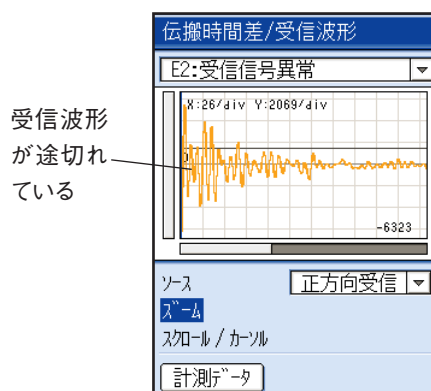 伝搬時間差/受信波形
E2:受信信号異常
X:26/div Y:2069/div
受信波形
が途切れ
ている
0
-6323
ソース
正方向受信
ズーム
スクロール / カーソル
計測データ